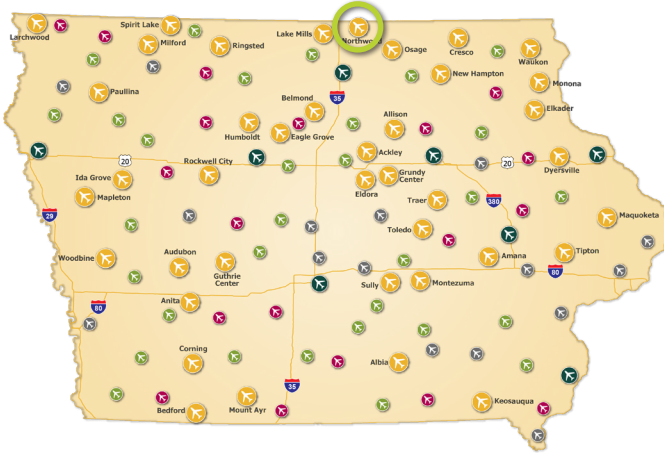 Spirit Lake
Larchwood
Milford
Ringsted
Lake Mills
Northwood
Osage
Cresco
Waukon
New Hampton
Monona
Paullina
Belmond
35
Elkader
Humboldt
Eagle Grove
Allison
Ackley
20
Rockwell City
20
Dyersville
Ida Grove
Mapleton
Eldora
Grundy
Center
Traer
380
29
Maquoketa
Toledo
Woodbine
Audubon
Guthrie
Center
Amana
Tipton
80
Sully
Montezuma
Anita
80
Corning
Albia
35
Bedford
Mount Ayr
Keosauqua